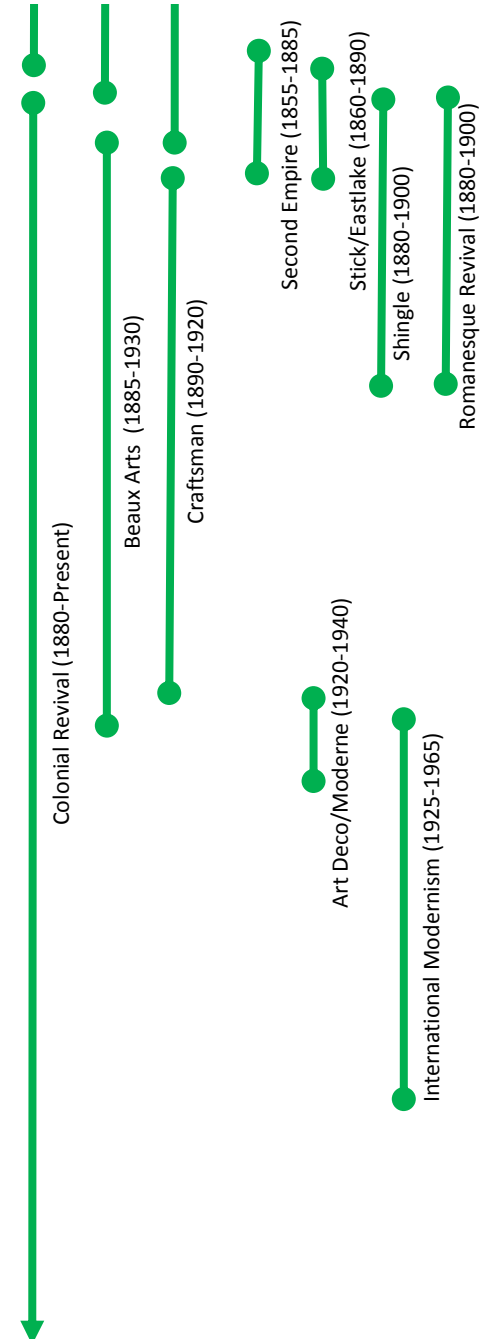 Colonial Revival (1880-Present)
Beaux Arts  (1885-1930)
Craftsman (1890-1920)
Second Empire (1855-1885)
Stick/Eastlake (1860-1890)
Shingle (1880-1900)
Romanesque Revival (1880-1900)
Art Deco/Moderne (1920-1940)
International Modernism (1925-1965)